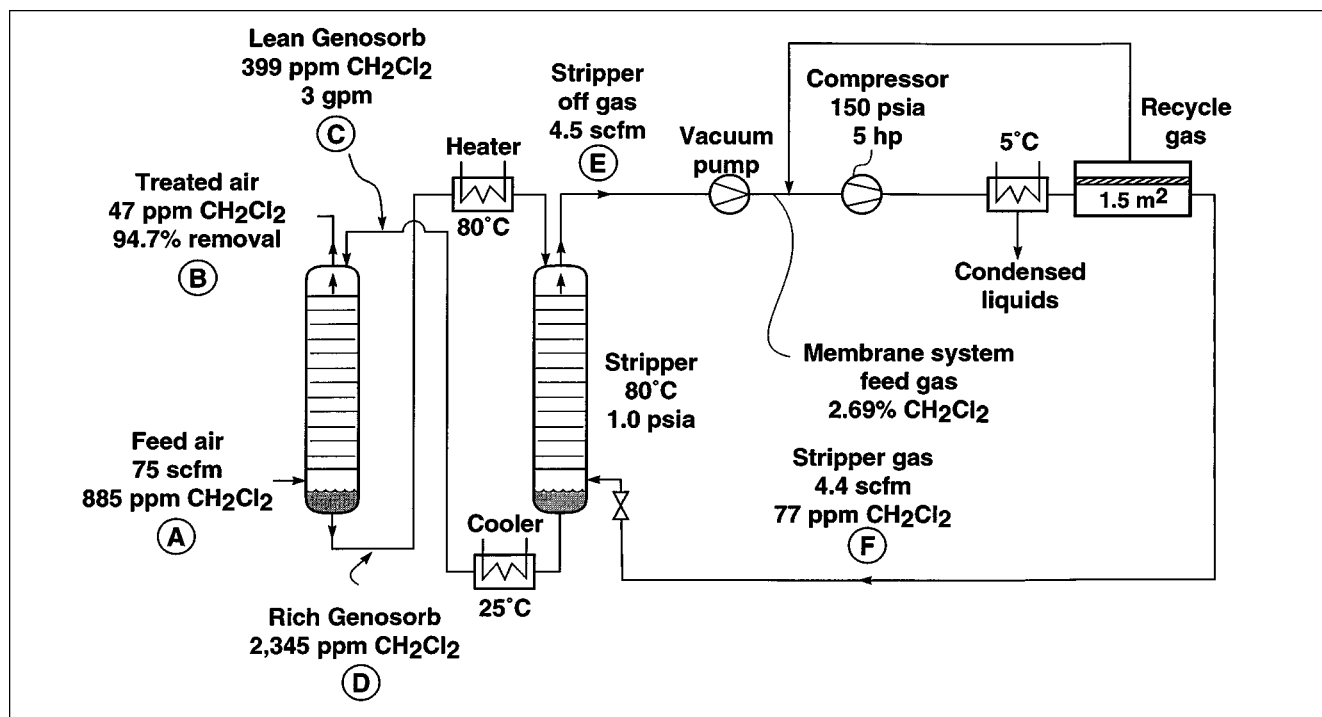 Lean Genosorb
399 ppm CH2Cl2
3 gpm
C
Treated air
47 ppm CH2Cl2
94.7% removal
B
Heater
80˚C
Stripper
off gas
4.5 scfm
E
Vacuum
pump
Compressor
150 psia
5 hp
5˚C
Recycle
gas
1.5 m2
Condensed
liquids
Membrane system
feed gas
2.69% CH2Cl2
Stripper
80˚C
1.0 psia
Feed air
75 scfm
885 ppm CH2Cl2
A
Stripper gas
4.4 scfm
77 ppm CH2Cl2
F
Cooler
25˚C
Rich Genosorb
2,345 ppm CH2Cl2
D